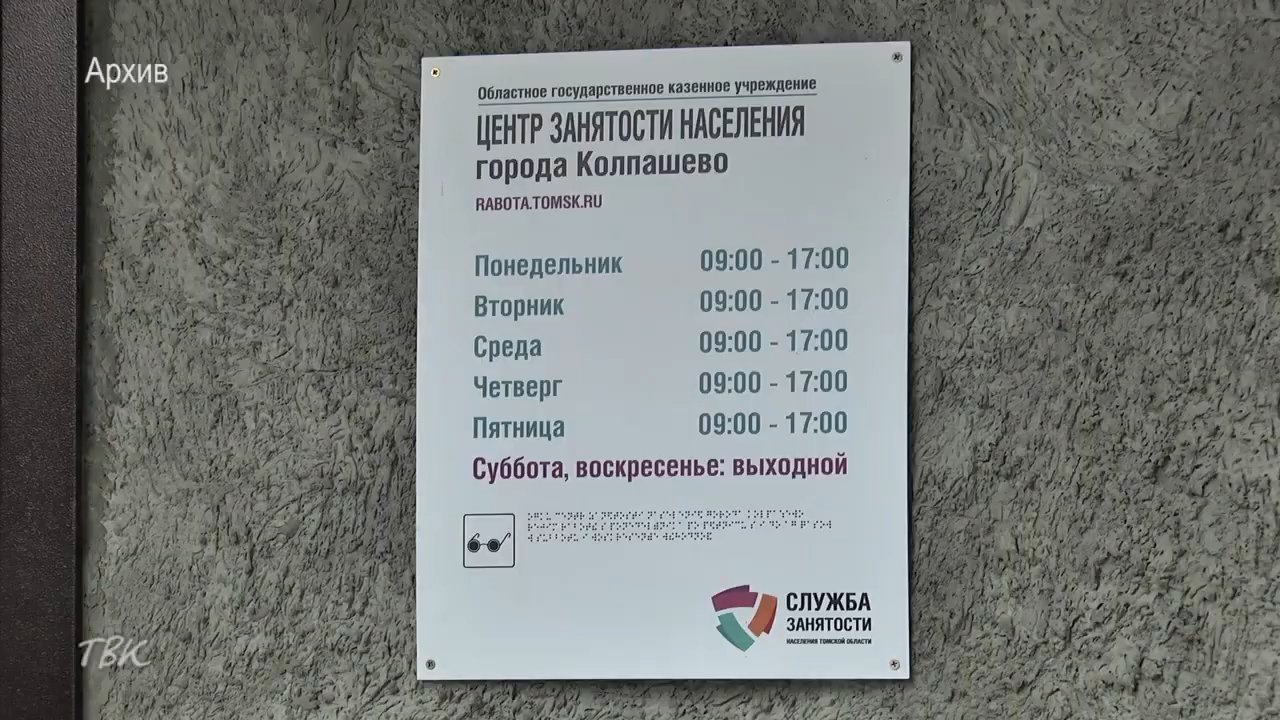 Архив
Областное государственное казенное учреждение
ЦЕНТР ЗАНЯТОСТИ НАСЕЛЕНИЯ
города Колпашево
RABOTA.TOMSK.RU
Понедельник 09:00 - 17:00
Вторник 09:00 - 17:00
Среда 09:00 - 17:00
Четверг 09:00 - 17:00
Пятница 09:00 - 17:00
Суббота, воскресенье: выходной
СЛУЖБА
ЗАНЯТОСТИ
НАСЕЛЕНИЯ ТОМСКОЙ ОБЛАСТИ
ТВК